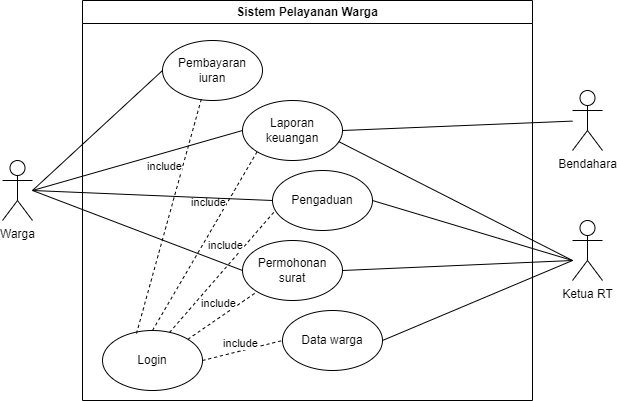 Sistem Pelayanan Warga
Pembayaran
iuran
Laporan
keuangan
Bendahara
include
Pengaduan
include
Warga
include
Permohonan
surat
Ketua RT
include
Data warga
include
Login